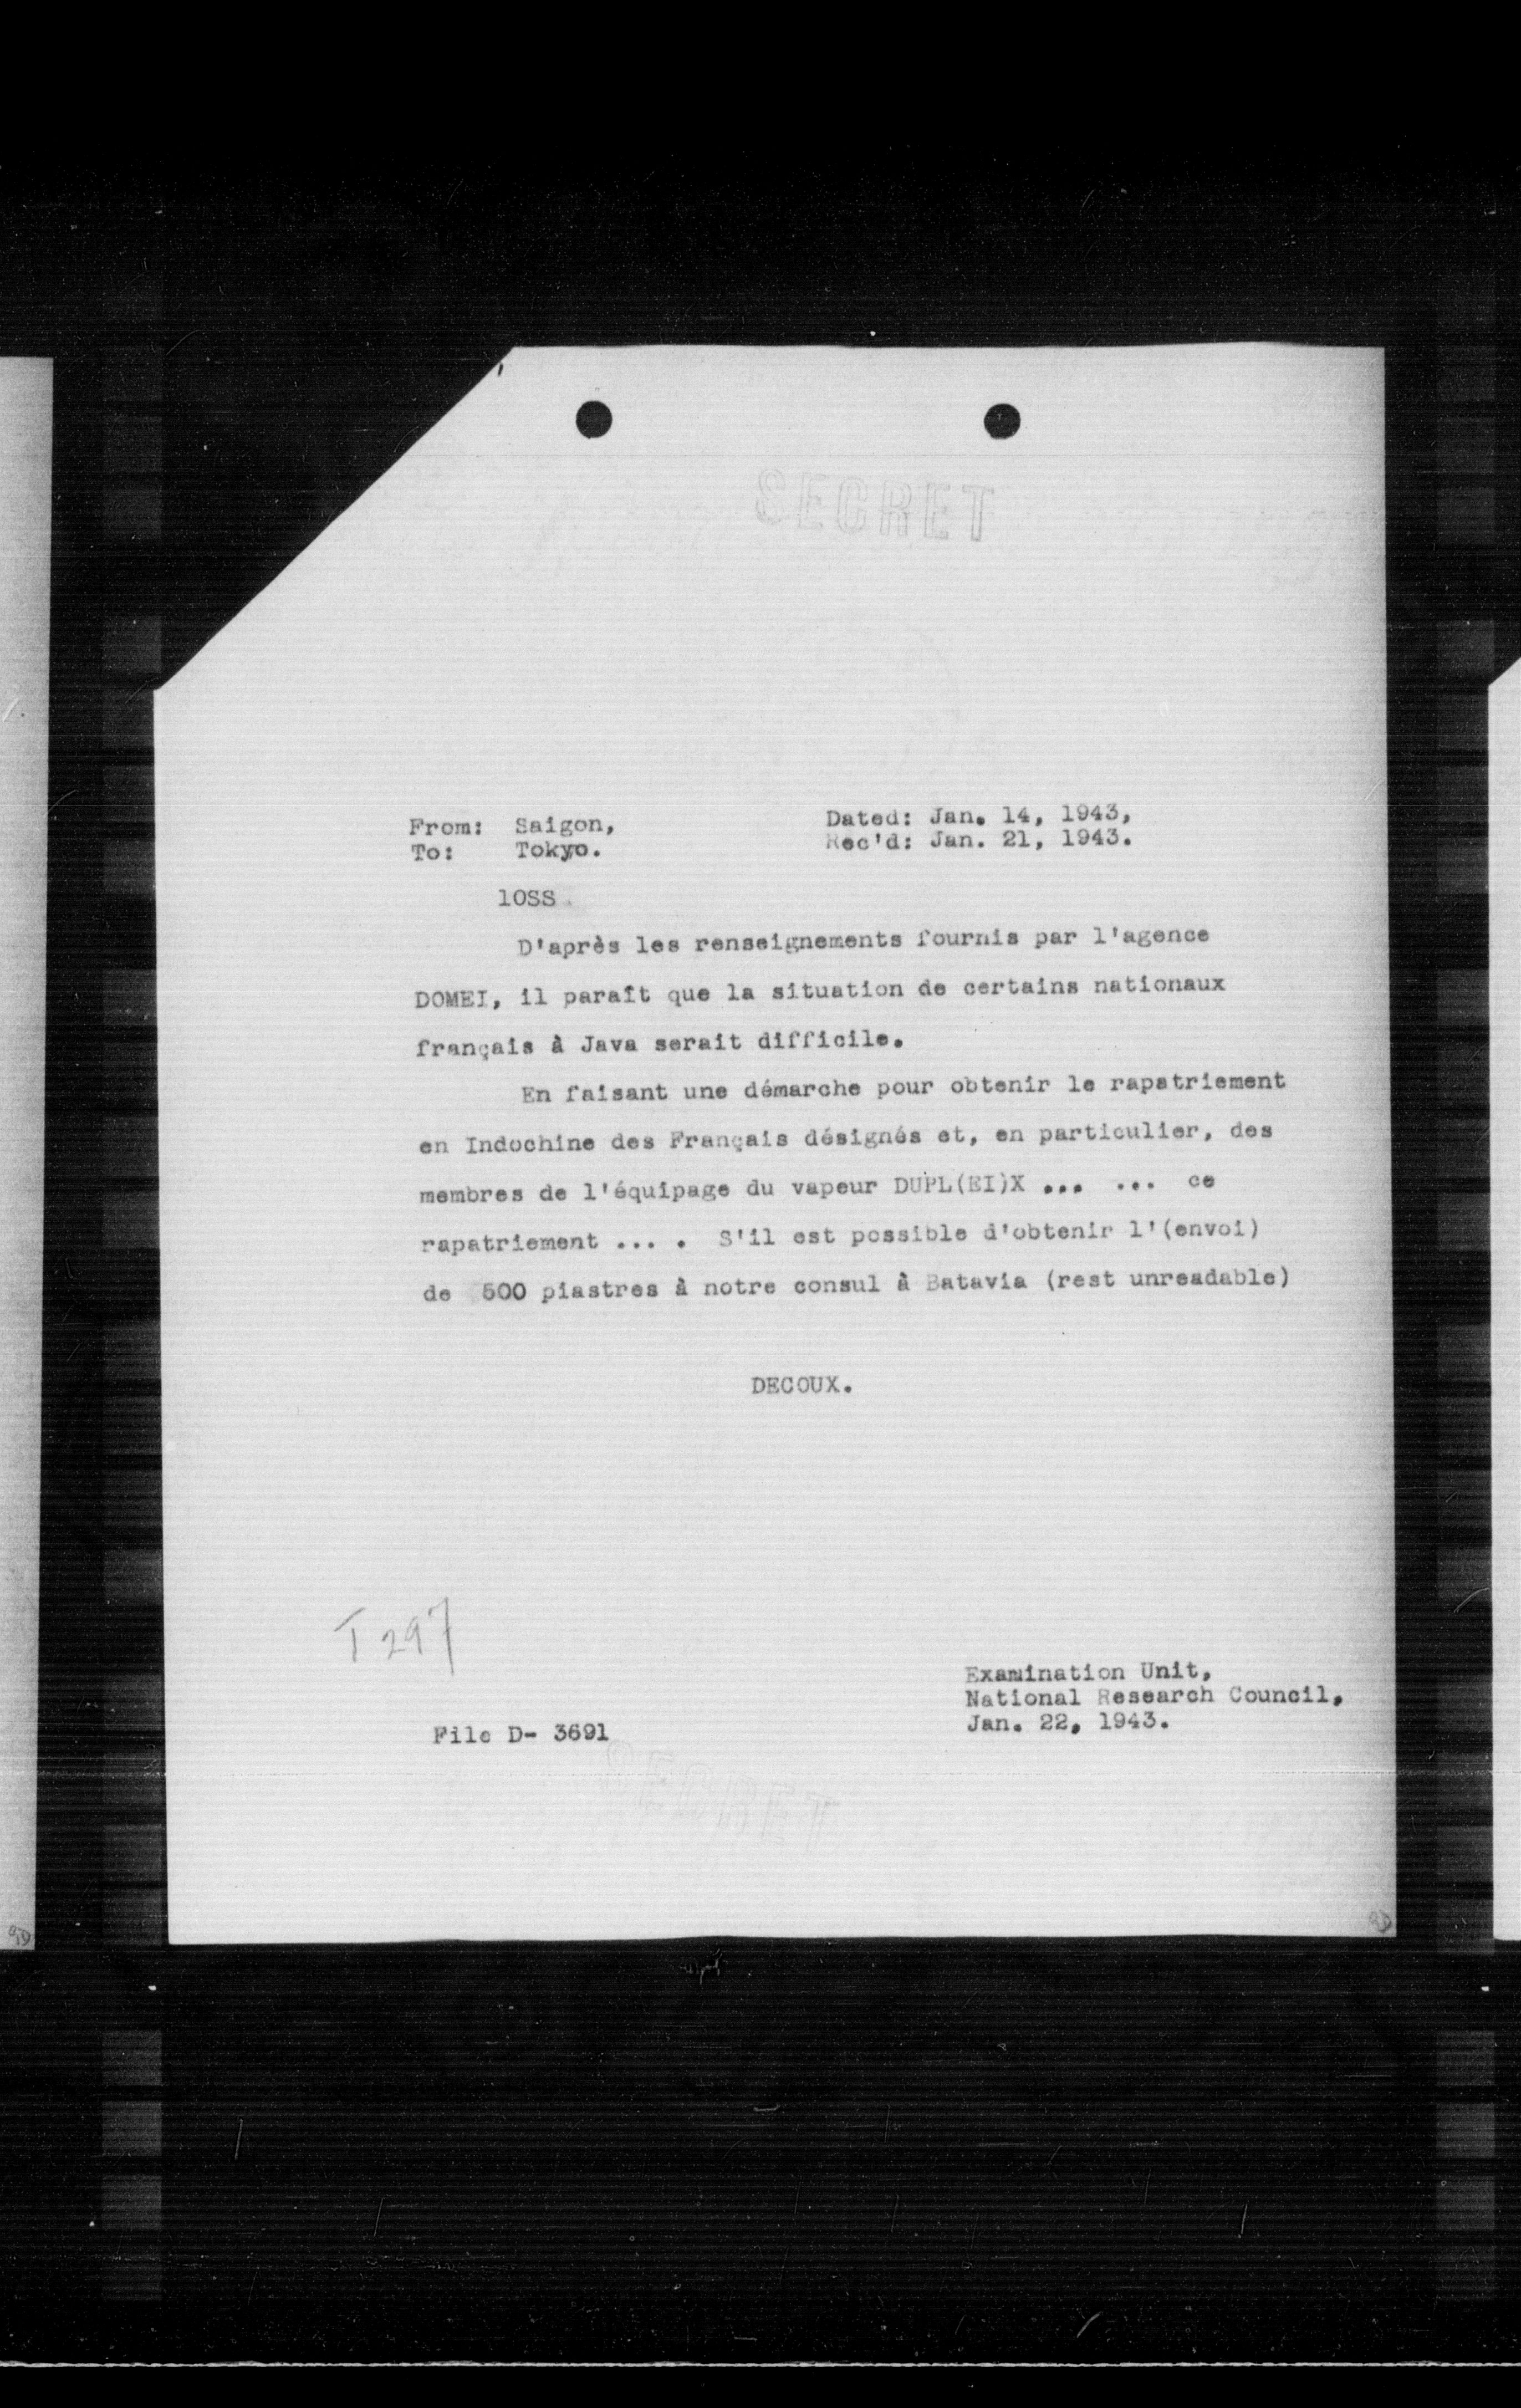 SECRET
From: Saigon,
To: Tokyo.
Dated: Jan. 14, 1943,
Rec'd: Jan. 21, 1943.
10SS
D'après les renseignements fournis par l'agence
DOMEI, il paraît que la situation de certains nationaux
français à Java serait difficile.
En faisant une démarche pour obtenir le rapatriement
en Indochine des Français désignés et, en particulier, des
membres de l'équipage du vapeur DUPL(EI)X ... ... ce
rapatriement ... . S'il est possible d'obtenir l'(envoi)
de 500 piastres à notre consul à Batavia (rest unreadable)
DECOUX.
T 297
Examination Unit,
National Research Council,
Jan. 22, 1943.
File D- 3691
SECRET